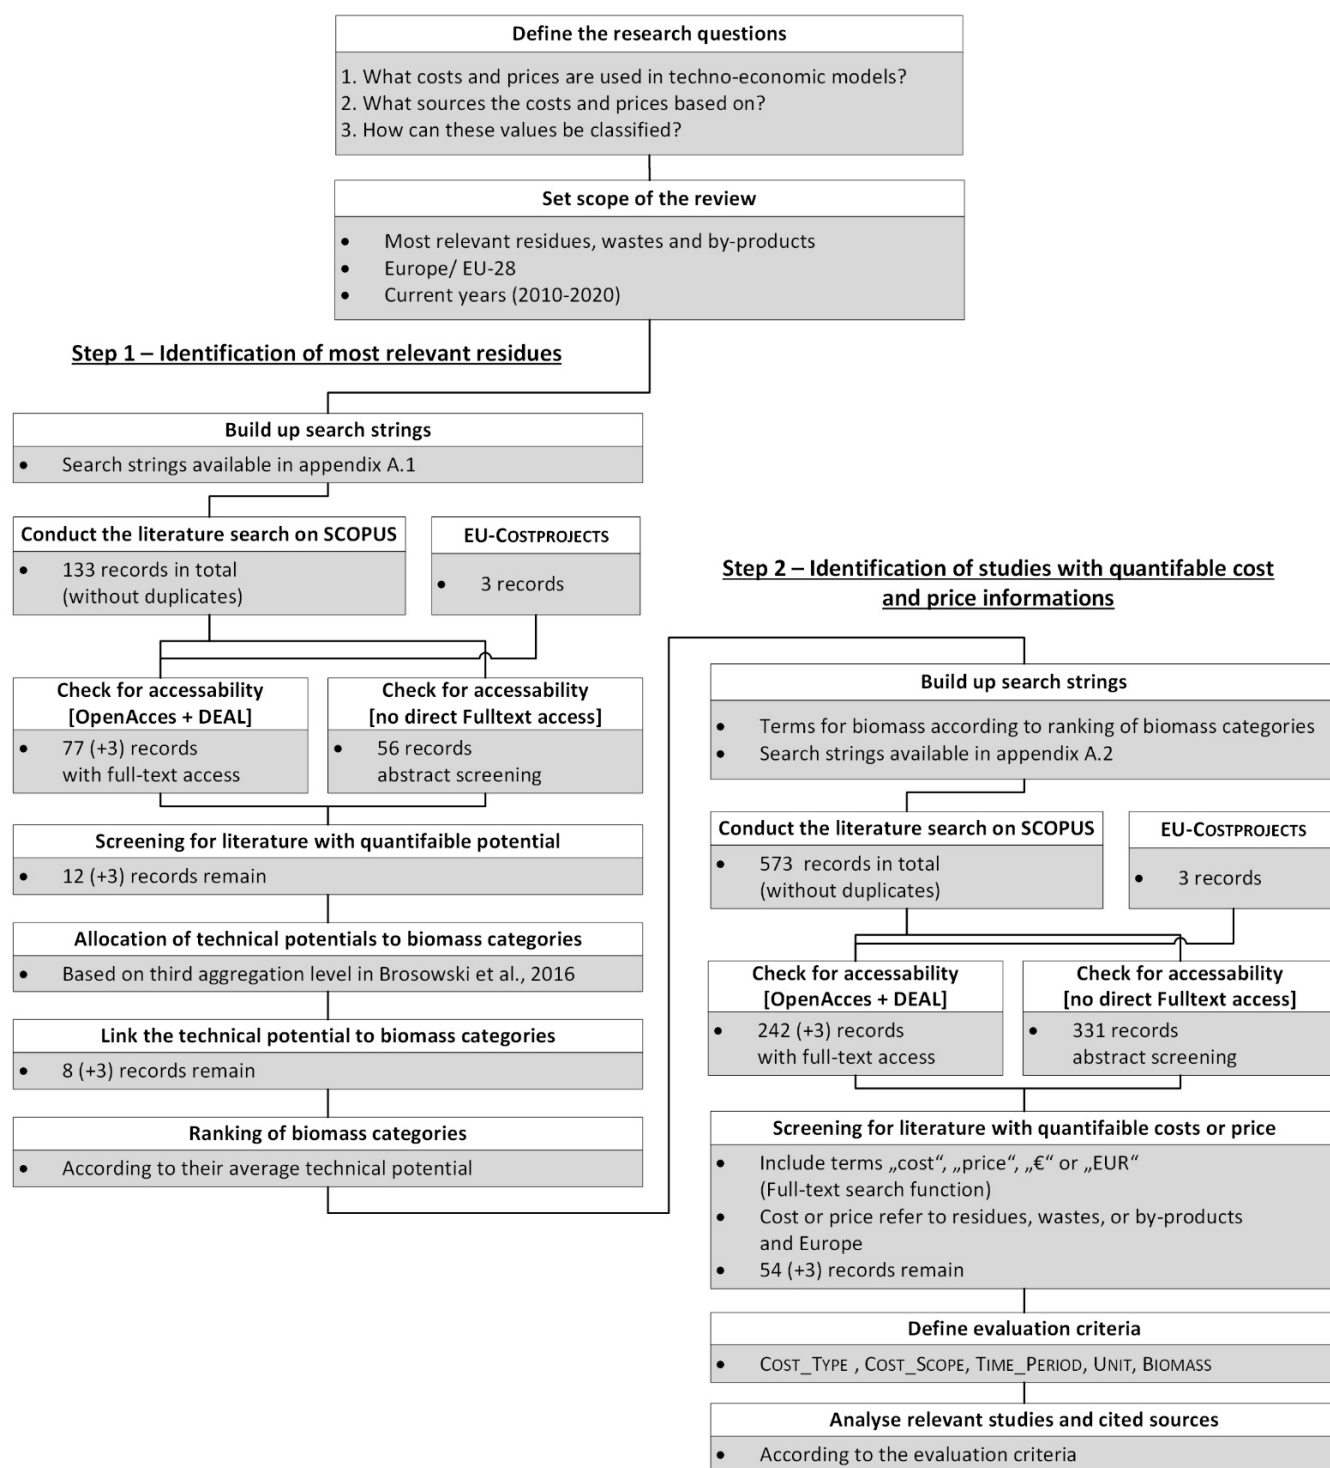 Define the research questions
1. What costs and prices are used in techno-economic models?
2. What sources the costs and prices based on?
3. How can these values be classified?
Set scope of the review
• Most relevant residues, wastes and by-products
• Europe/ EU-28
• Current years (2010-2020)
Step 1 – Identification of most relevant residues
Build up search strings
• Search strings available in appendix A.1
Conduct the literature search on SCOPUS
• 133 records in total
(without duplicates)
EU-COSTPROJECTS
• 3 records
Check for accessability
[OpenAcces + DEAL]
• 77 (+3) records
with full-text access
Check for accessability
[no direct Fulltext access]
• 56 records
abstract screening
Screening for literature with quantifaible potential
• 12 (+3) records remain
Allocation of technical potentials to biomass categories
• Based on third aggregation level in Brosowski et al., 2016
Link the technical potential to biomass categories
• 8 (+3) records remain
Ranking of biomass categories
• According to their average technical potential
Step 2 – Identification of studies with quantifable cost
and price informations
Build up search strings
• Terms for biomass according to ranking of biomass categories
• Search strings available in appendix A.2
Conduct the literature search on SCOPUS
• 573 records in total
(without duplicates)
EU-COSTPROJECTS
• 3 records
Check for accessability
[OpenAcces + DEAL]
• 242 (+3) records
with full-text access
Check for accessability
[no direct Fulltext access]
• 331 records
abstract screening
Screening for literature with quantifaible costs or price
• Include terms „cost“, „price“, „€“ or „EUR“
(Full-text search function)
• Cost or price refer to residues, wastes, or by-products
and Europe
• 54 (+3) records remain
Define evaluation criteria
• COST_TYPE , COST_SCOPE, TIME_PERIOD, UNIT, BIOMASS
Analyse relevant studies and cited sources
• According to the evaluation criteria